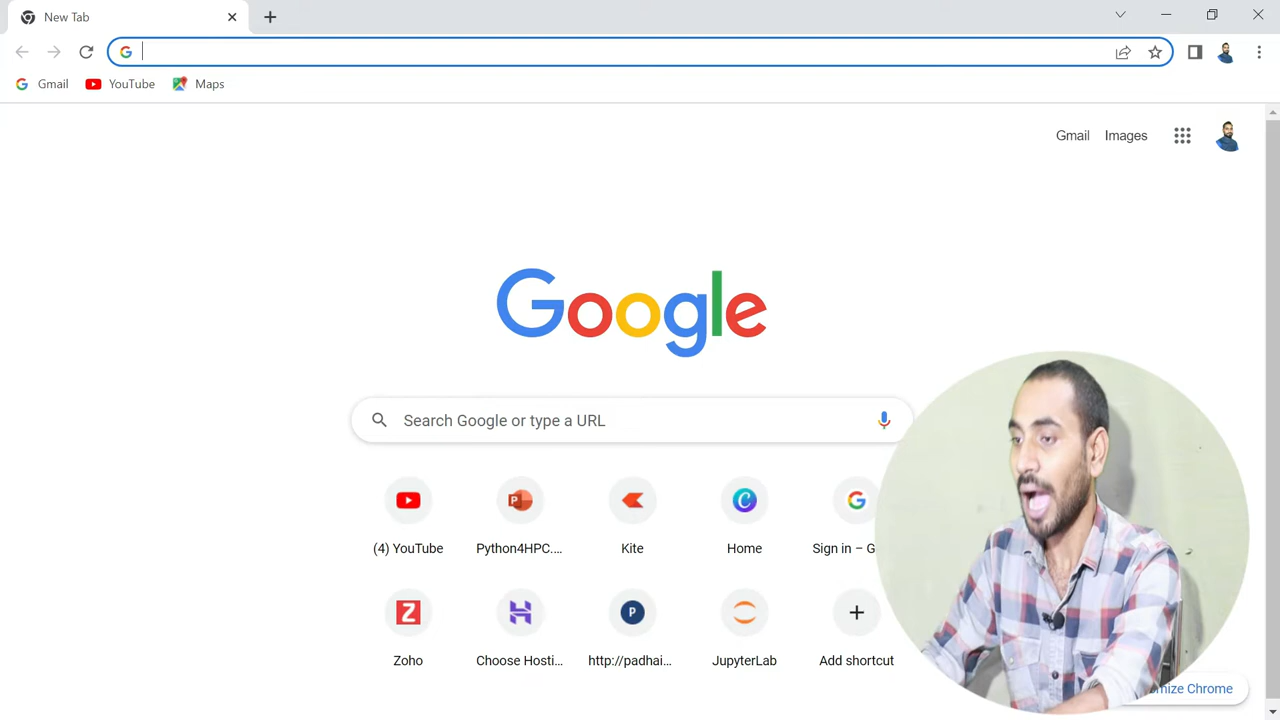 New Tab
Gmail YouTube Maps
Gmail Images
Google
Search Google or type a URL
(4) YouTube Python4HPC.... Kite Home Sign in – G
Zoho Choose Hosti... http://padhai... JupyterLab Add shortcut
mize Chrome